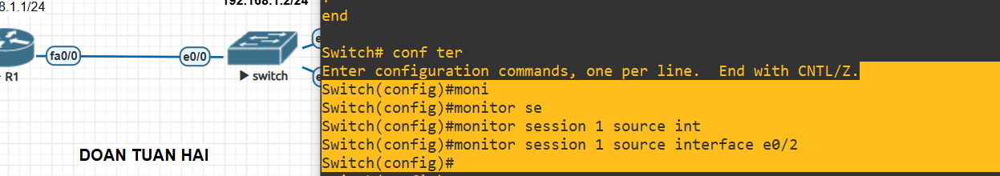 8.1.1/24
192.168.1.2/24
fa0/0
e0/0
R1
switch
DOAN TUAN HAI
end
Switch# conf ter
Enter configuration commands, one per line.  End with CNTL/Z.
Switch(config)#moni
Switch(config)#monitor se
Switch(config)#monitor session 1 source int
Switch(config)#monitor session 1 source interface e0/2
Switch(config)#